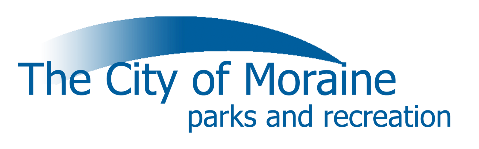 The City of Moraine
parks and recreation